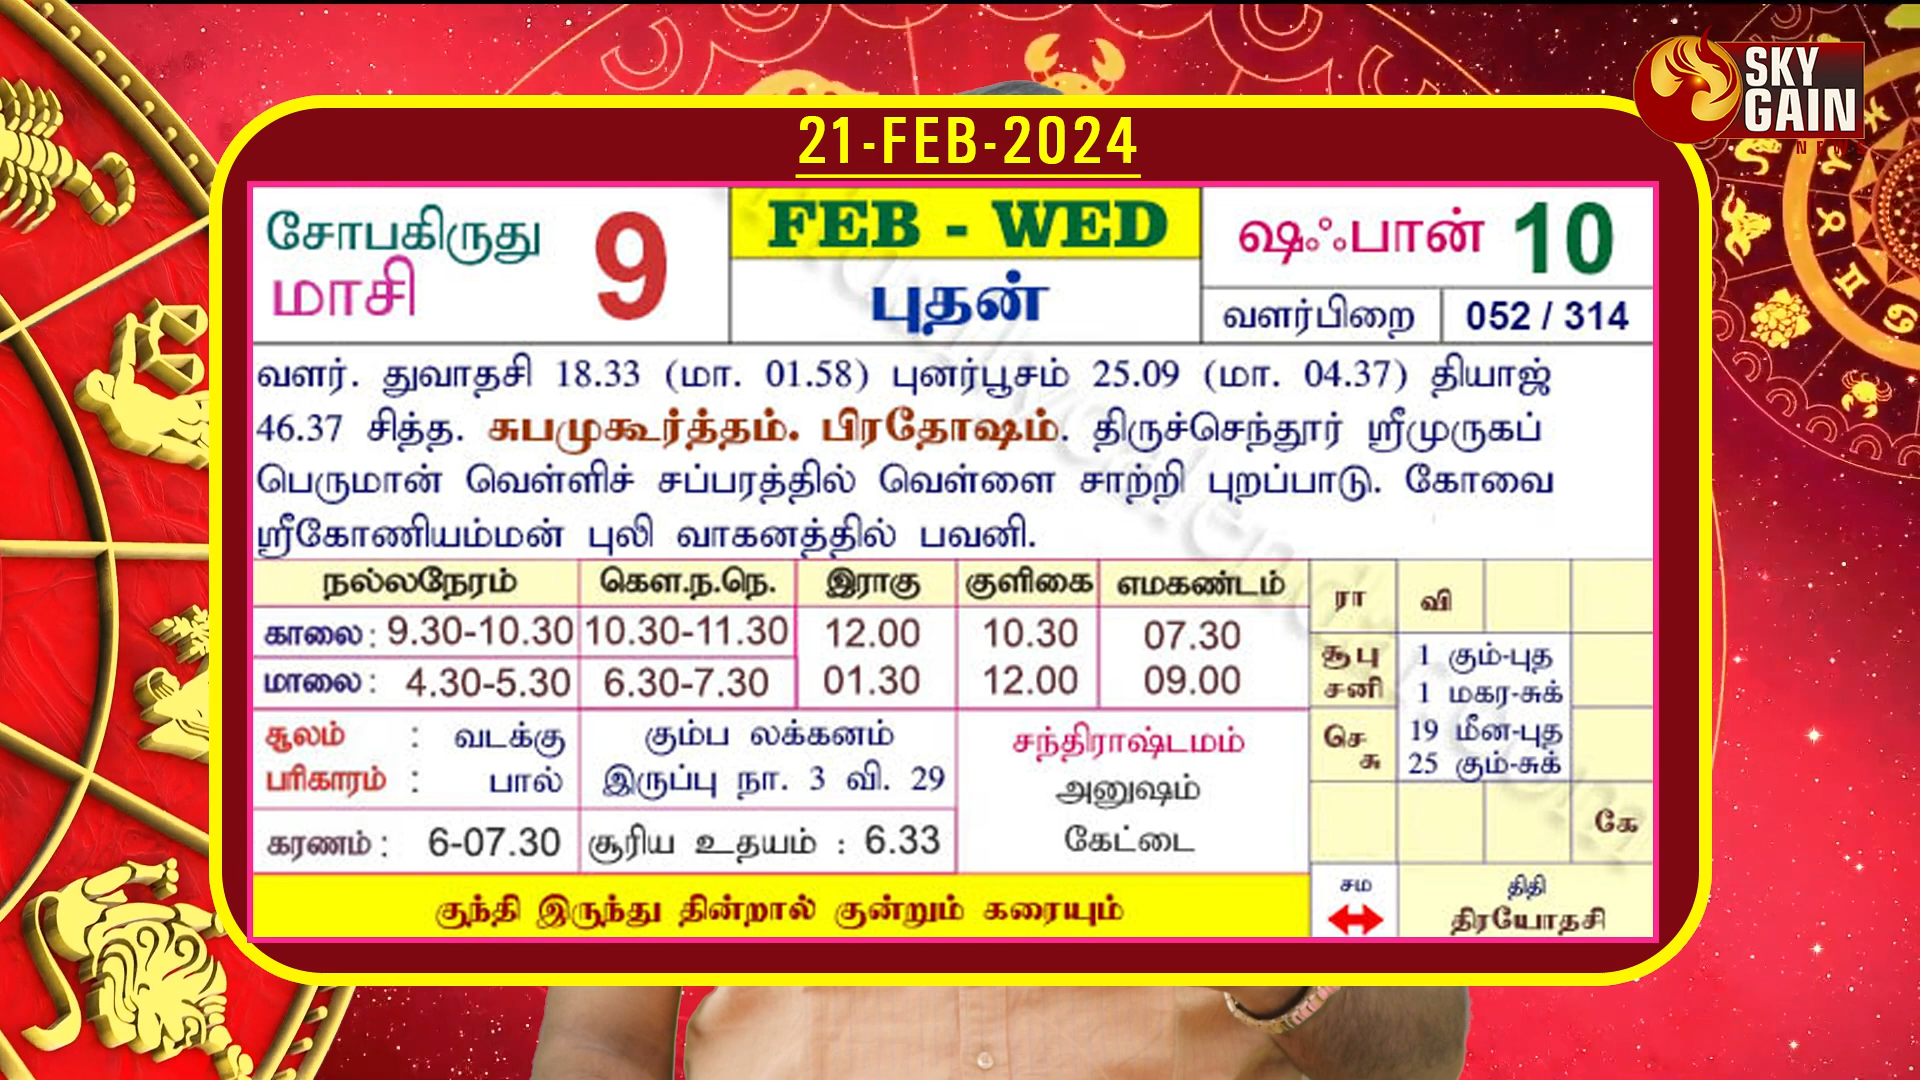 SKY
GAIN
NEWS
21-FEB-2024
சோபகிருது
மாசி
9
FEB - WED
புதன்
ஷஃபான் 10
வளர்பிறை
052 / 314
வளர். துவாதசி 18.33 (மா. 01.58) புனர்பூசம் 25.09 (மா. 04.37) தியாஜ்
46.37 சித்த. சுபமுகூர்த்தம். பிரதோஷம். திருச்செந்தூர் ஸ்ரீமுருகப்
பெருமான் வெள்ளிச் சப்பரத்தில் வெள்ளை சாற்றி புறப்பாடு. கோவை
ஸ்ரீகோணியம்மன் புலி வாகனத்தில் பவனி.
நல்லநேரம் கௌ.ந.நெ. இராகு குளிகை எமகண்டம்
காலை : 9.30-10.30 10.30-11.30 12.00 10.30 07.30
மாலை : 4.30-5.30 6.30-7.30 01.30 12.00 09.00
சூலம் : வடக்கு
பரிகாரம் : பால்
கும்ப லக்கனம்
இருப்பு நா. 3 வி. 29
சந்திராஷ்டமம்
அனுஷம்
கேட்டை
கரணம் : 6-07.30
சூரிய உதயம் : 6.33
குந்தி இருந்து தின்றால் குன்றும் கரையும்
ரா வி
சூ பு
சனி
1 கும்-புத
1 மகர-சுக்
செ
சு
19 மீன-புத
25 கும்-சுக்
கே
சம
திதி
திரயோதசி